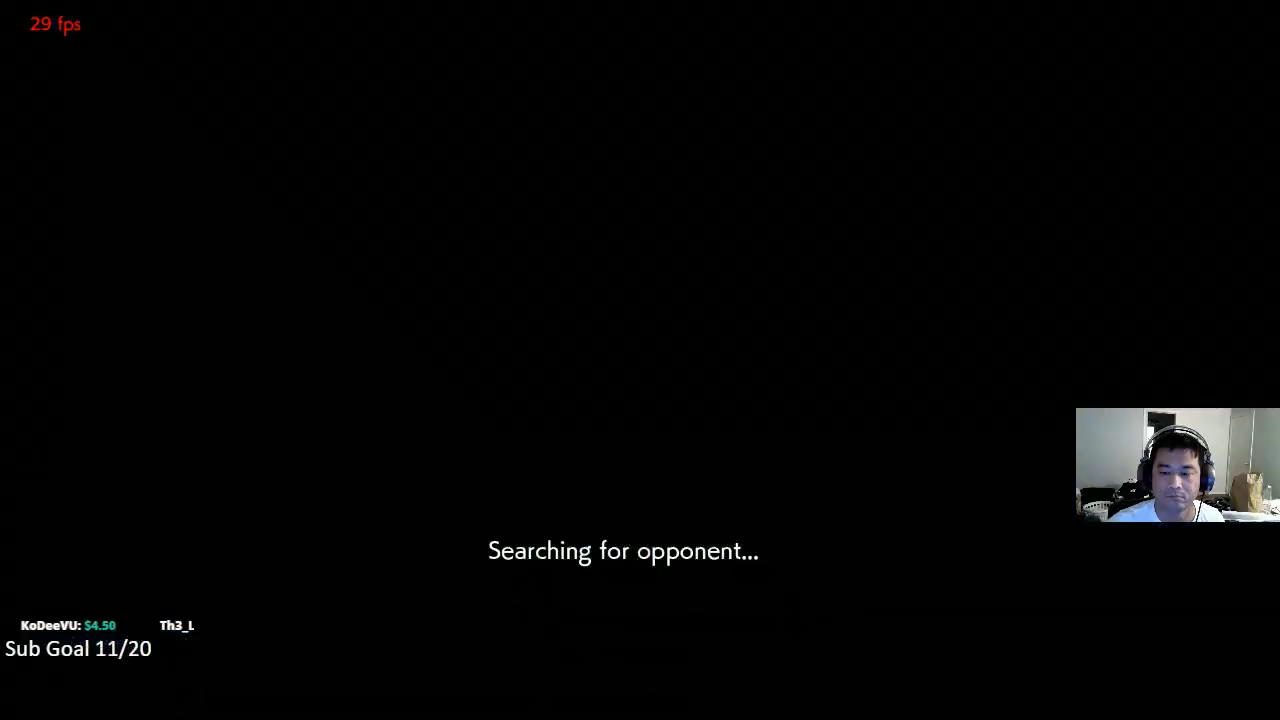 29 fps
Searching for opponent...
KoDeeVU: $4.50 Th3_L
Sub Goal 11/20